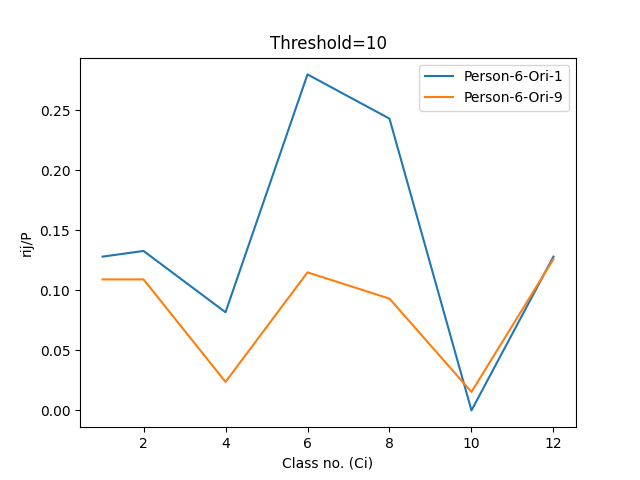 Threshold=10
Person-6-Ori-1
Person-6-Ori-9
rij/P
0.25
0.20
0.15
0.10
0.05
0.00
2 4 6 8 10 12
Class no. (Ci)